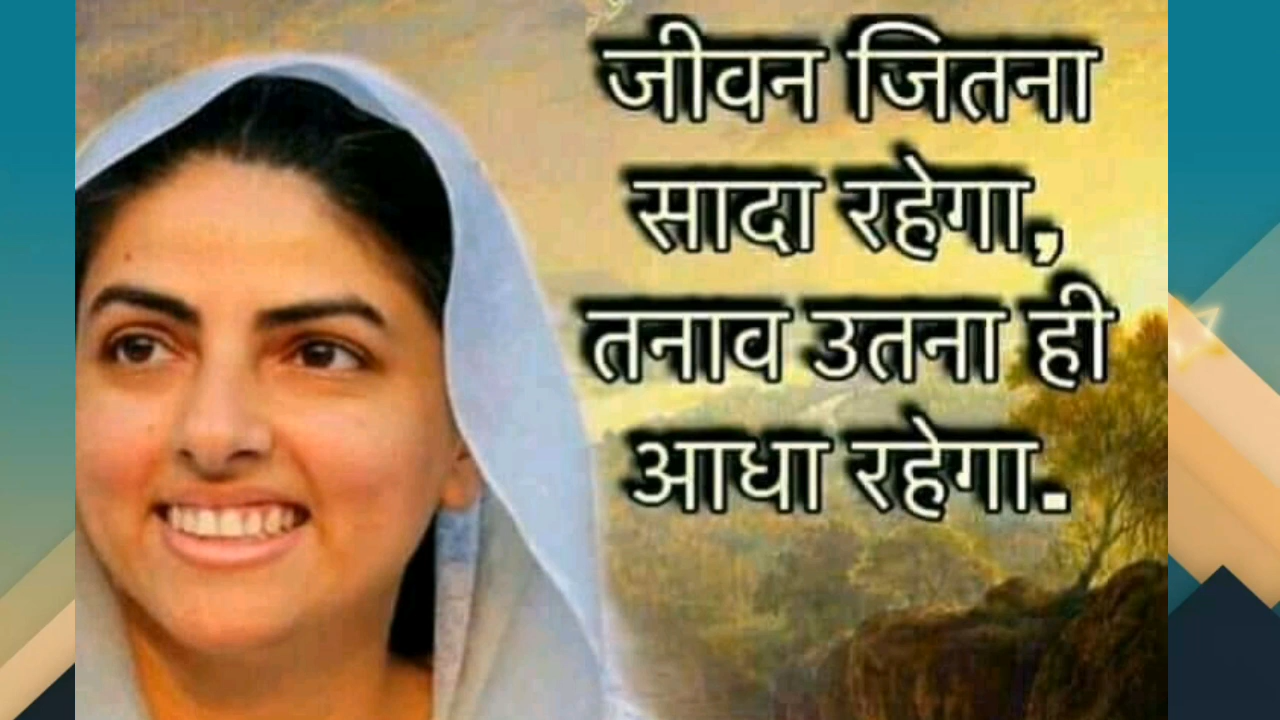 जीवन जितना
सादा रहेगा,
तनाव उतना ही
आधा रहेगा.